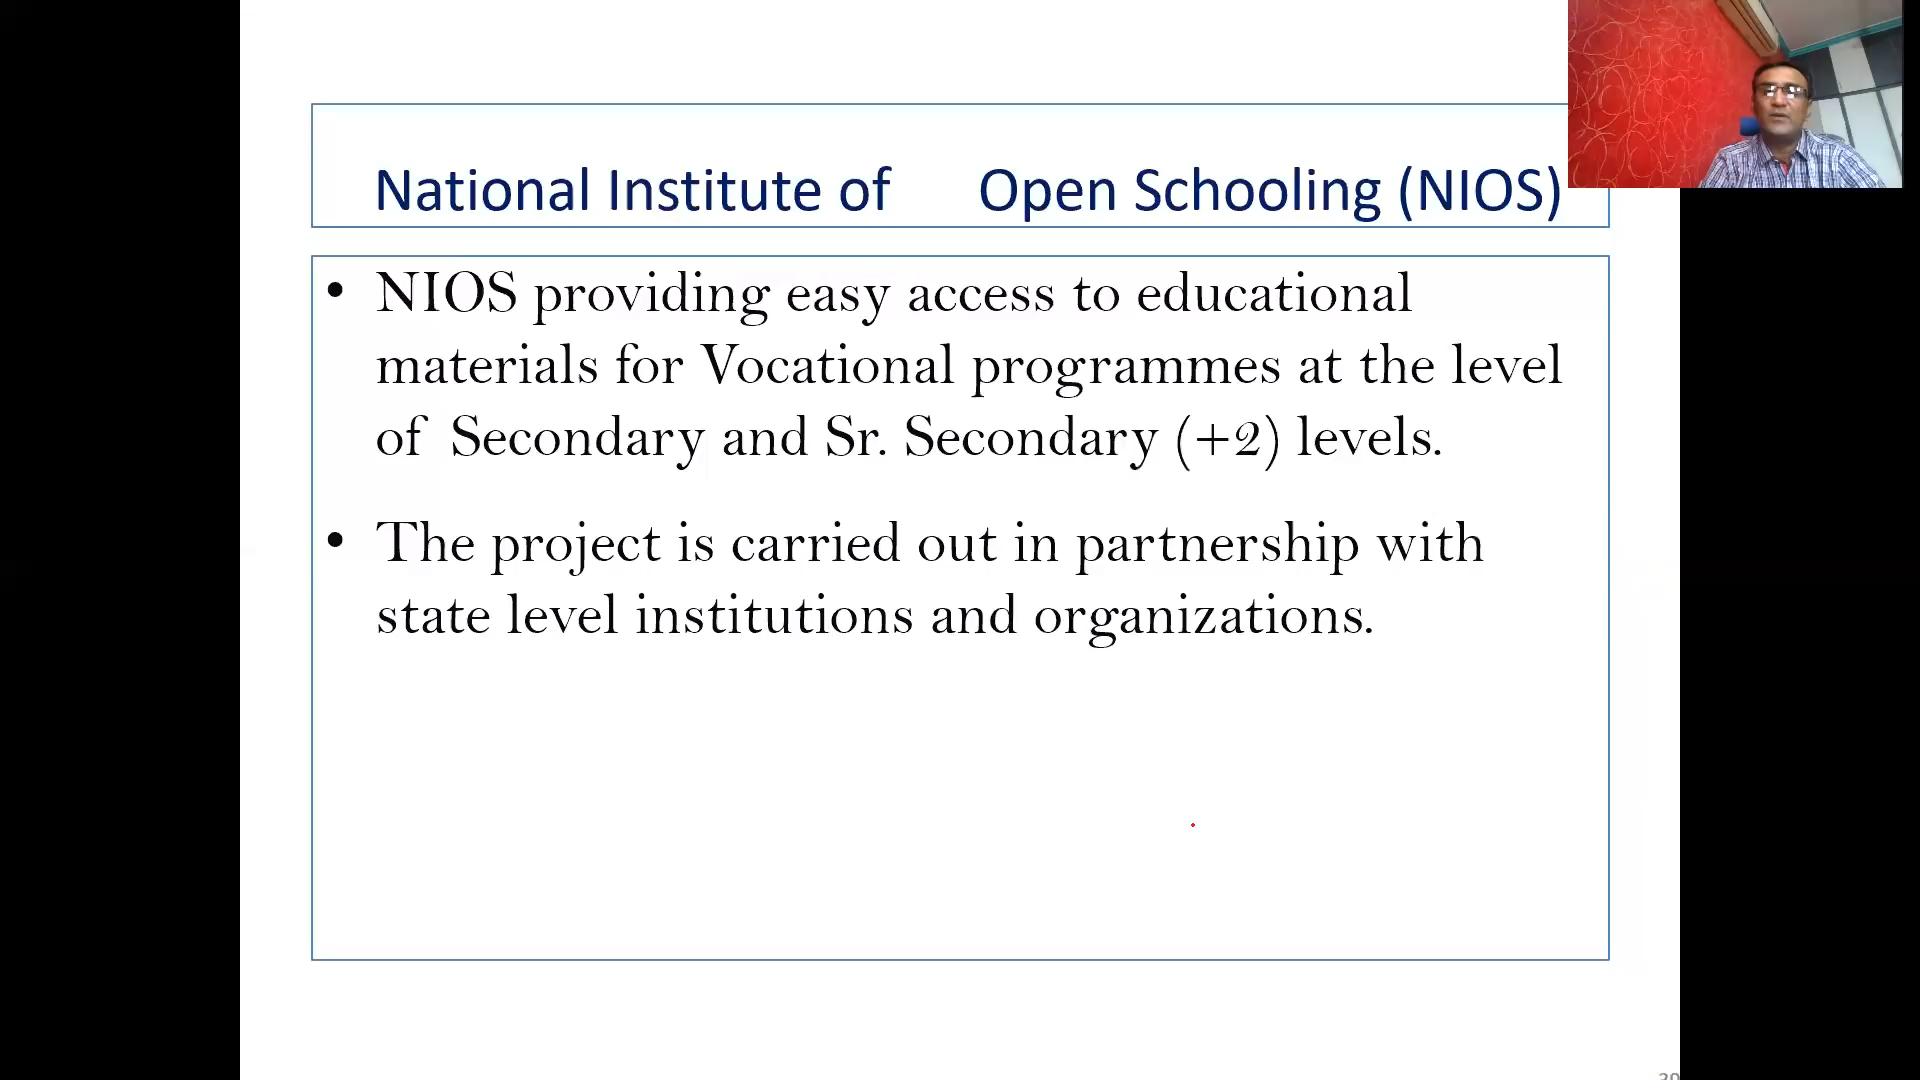 National Institute of Open Schooling (NIOS)
• NIOS providing easy access to educational
materials for Vocational programmes at the level
of Secondary and Sr. Secondary (+2) levels.
• The project is carried out in partnership with
state level institutions and organizations.